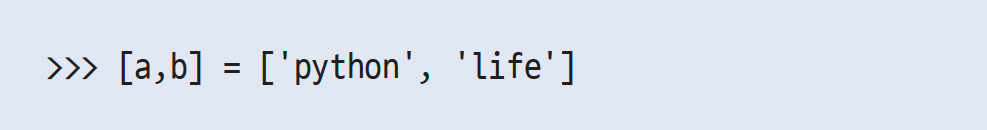 >>> [a,b] = ['python', 'life']